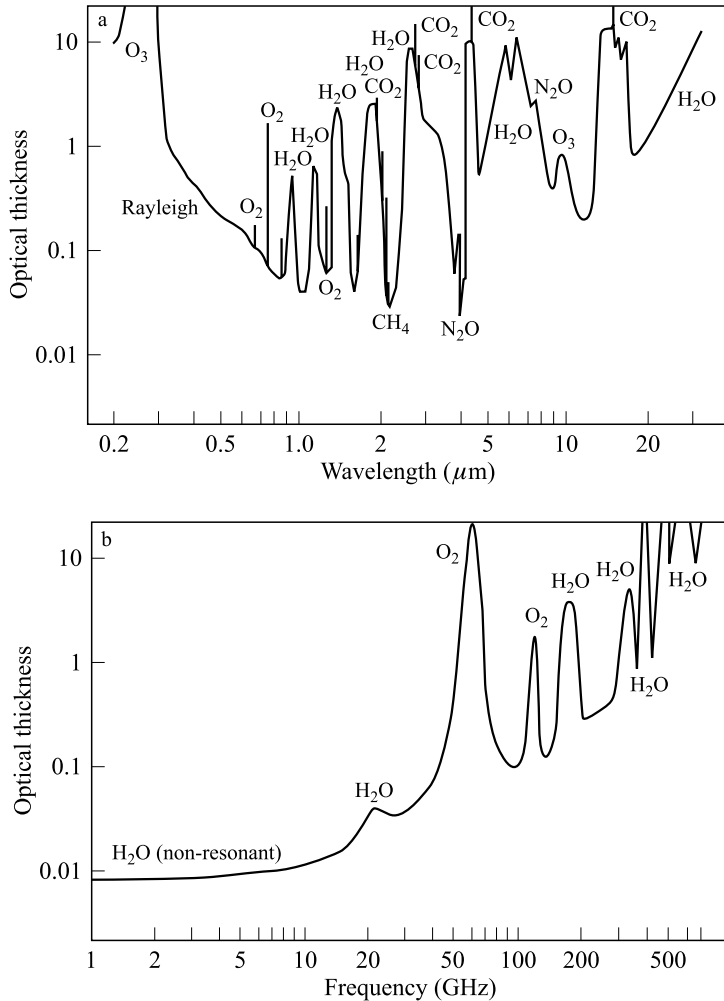 a
10
1
0.1
0.01
Optical thickness
O₃
Rayleigh
O₂
O₂
H₂O
H₂O
O₂
H₂O
H₂O
CO₂
H₂O
CO₂
CO₂
CH₄
N₂O
CO₂
H₂O
N₂O
O₃
CO₂
H₂O
0.2 0.5 1.0 2 5 10 20
Wavelength (µm)
b
10
1
0.1
0.01
Optical thickness
H₂O (non-resonant)
H₂O
O₂
O₂
H₂O
H₂O
H₂O
H₂O
1 2 5 10 20 50 100 200 500
Frequency (GHz)